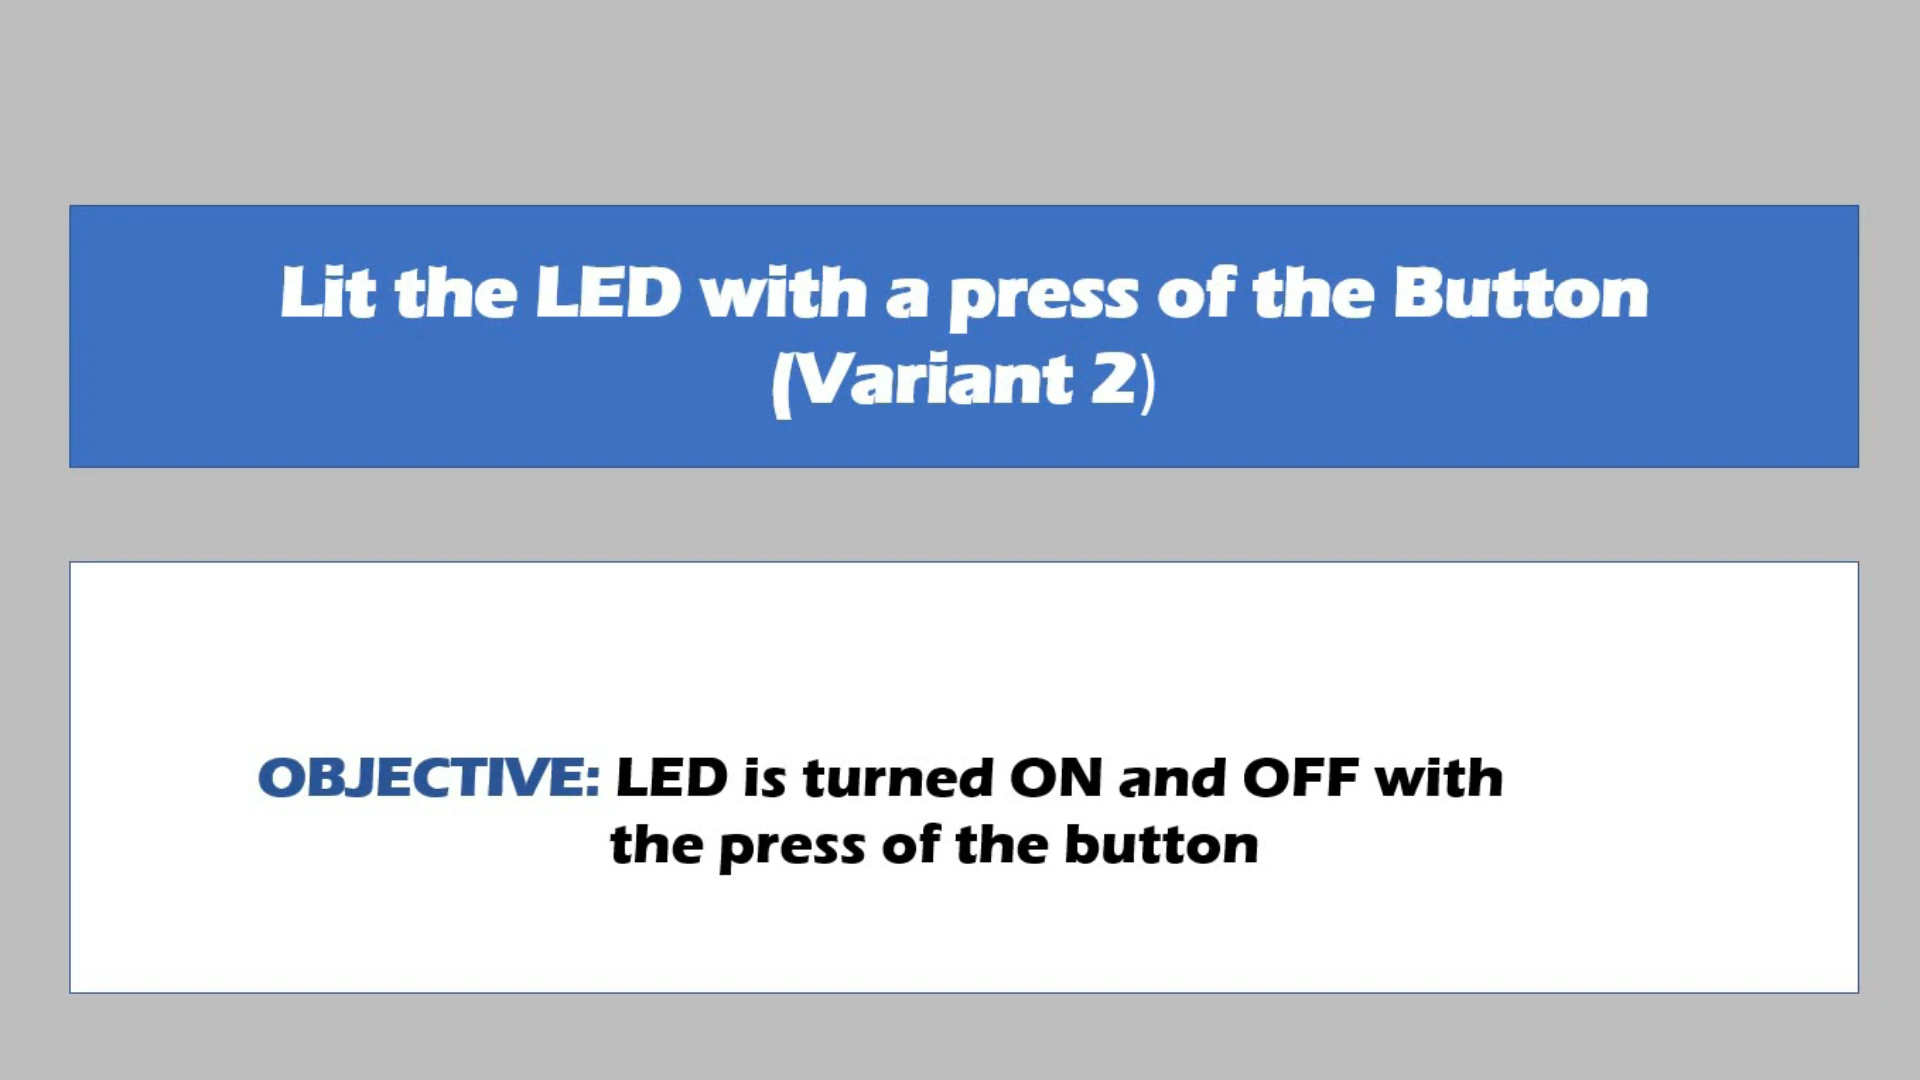 Lit the LED with a press of the Button
(Variant 2)
OBJECTIVE: LED is turned ON and OFF with
the press of the button